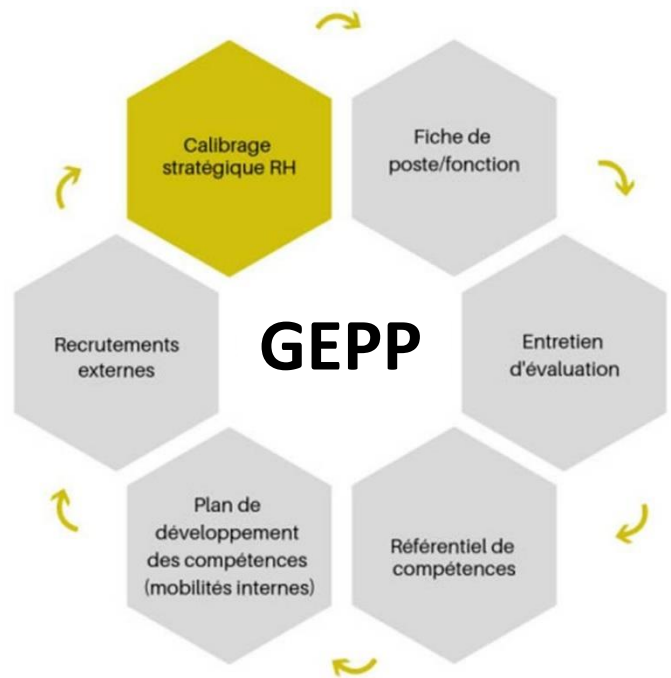 Calibrage
stratégique RH
Fiche de
poste/fonction
Entretien
d'évaluation
Référentiel de
compétences
Plan de
développement
des compétences
(mobilités internes)
Recrutements
externes
GEPP